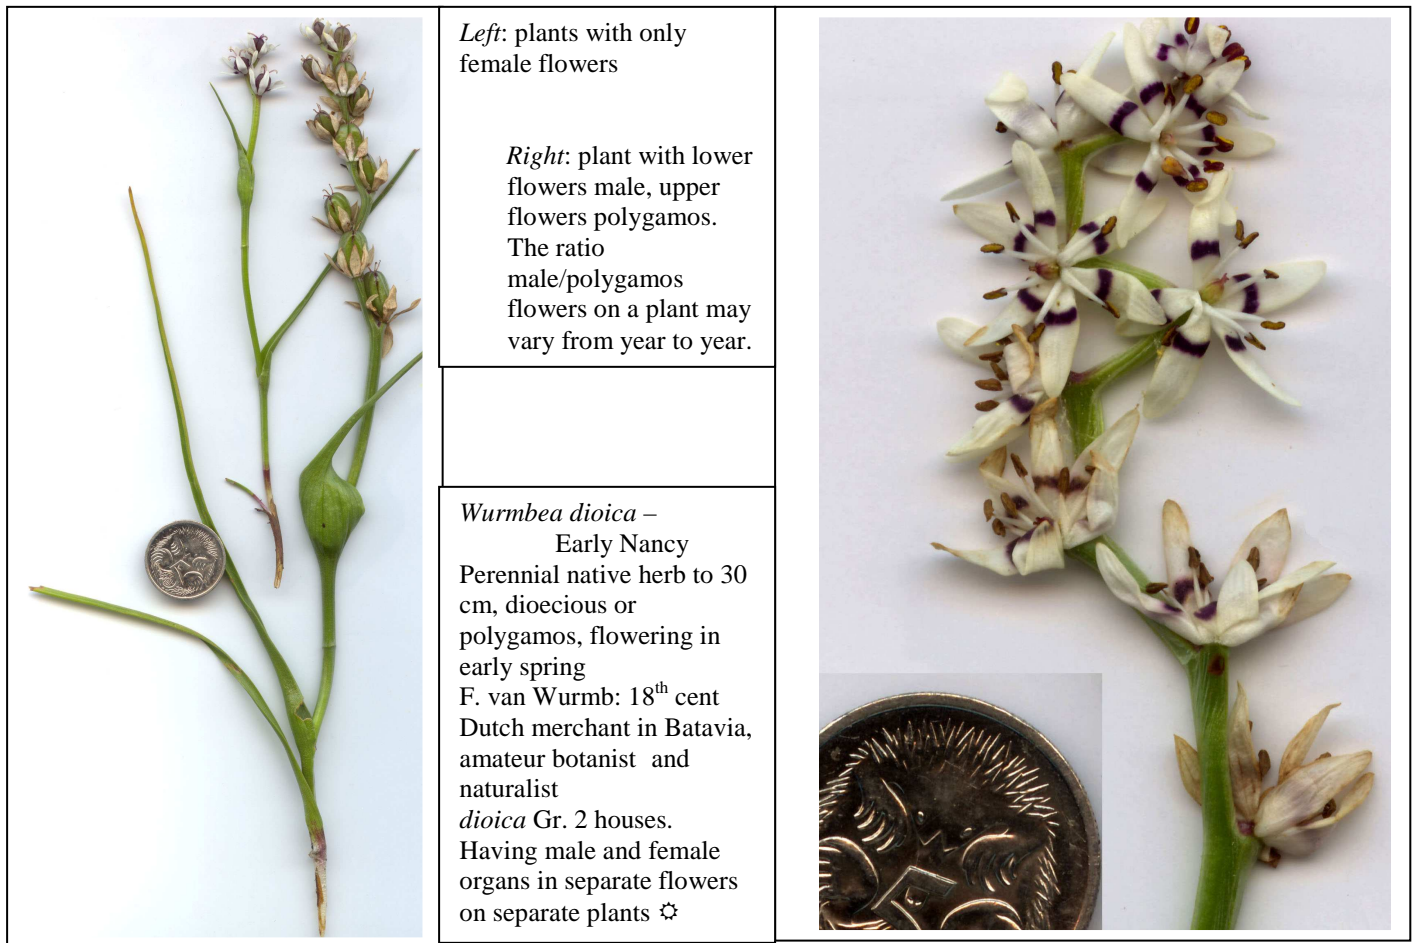 Left: plants with only
female flowers
Right: plant with lower
flowers male, upper
flowers polygamos.
The ratio
male/polygamos
flowers on a plant may
vary from year to year.
Wurmbea dioica –
Early Nancy
Perennial native herb to 30
cm, dioecious or
polygamos, flowering in
early spring
F. van Wurmb: 18th cent
Dutch merchant in Batavia,
amateur botanist and
naturalist
dioica Gr. 2 houses.
Having male and female
organs in separate flowers
on separate plants ☼